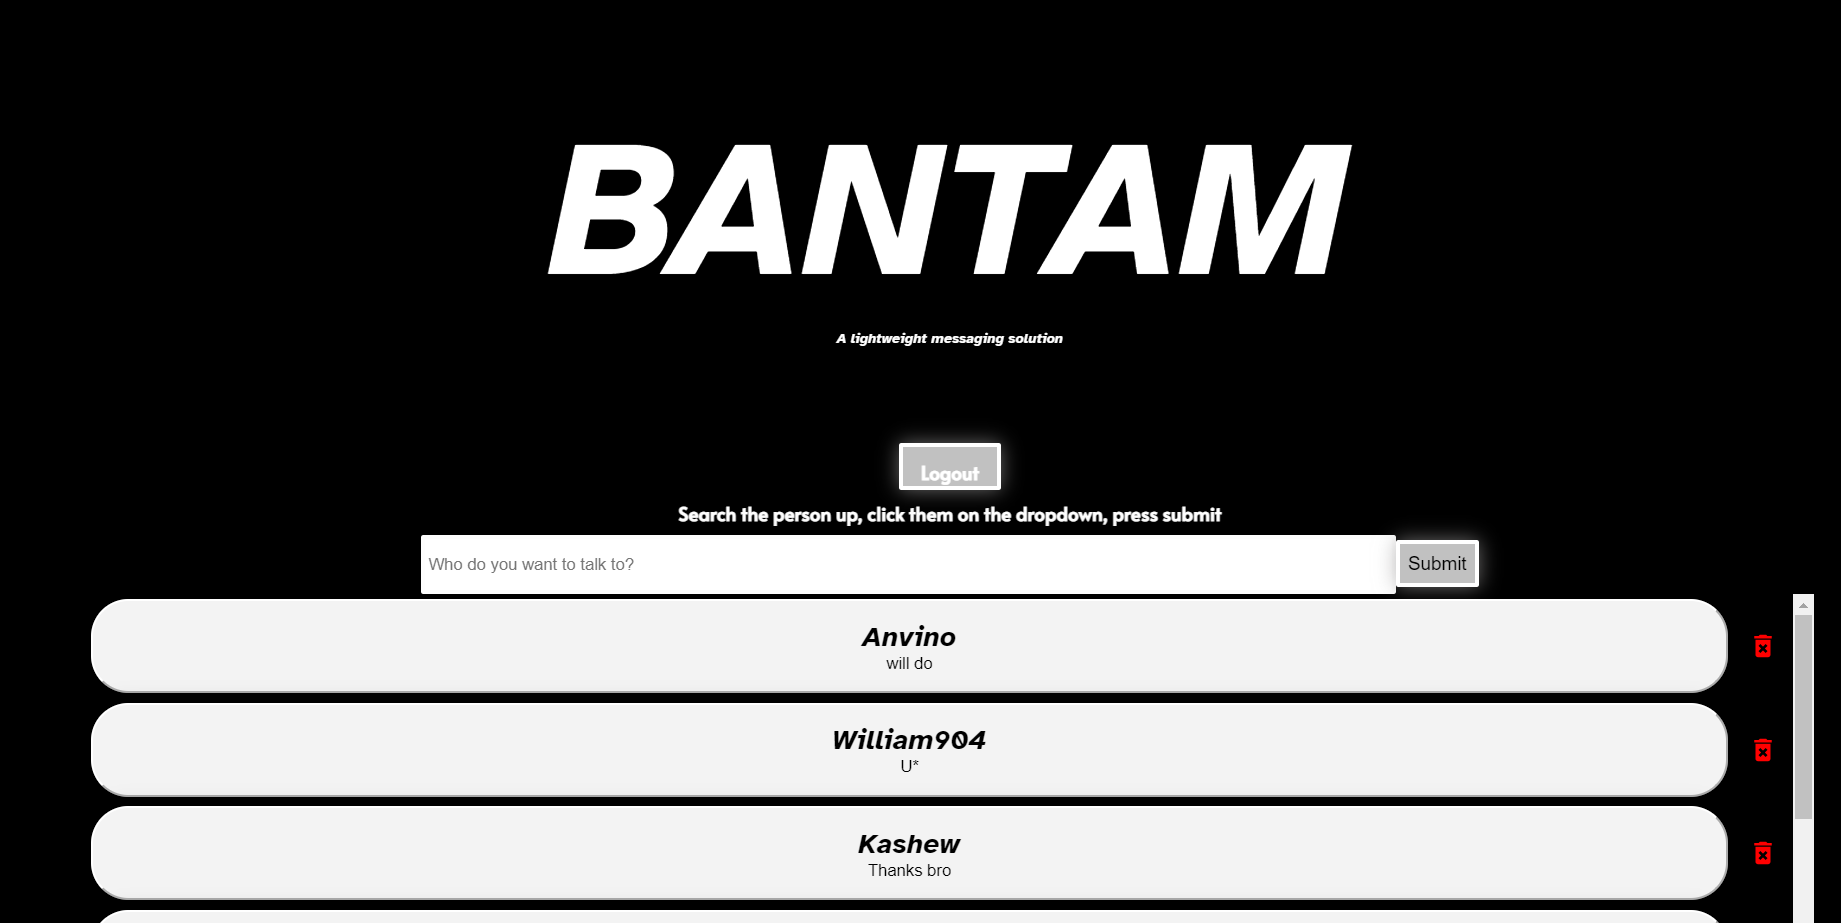 BANTAM
A lightweight messaging solution
Logout
Search the person up, click them on the dropdown, press submit
Who do you want to talk to?
Submit
Anvino
will do
William904
U*
Kashew
Thanks bro